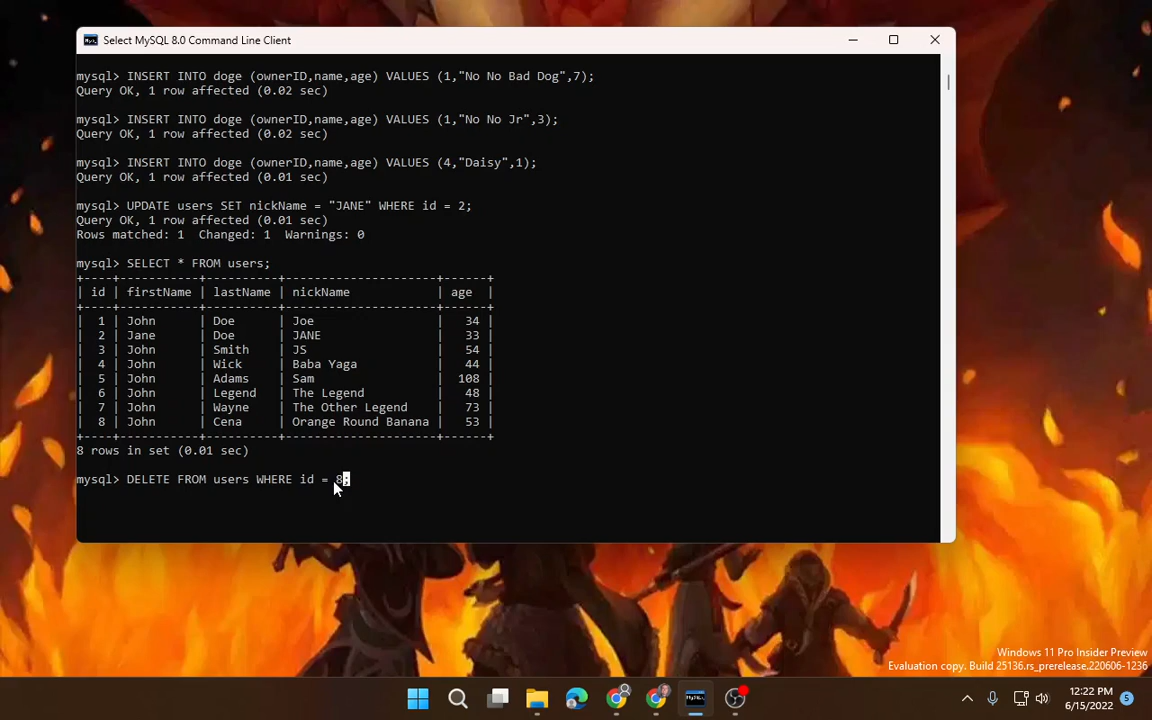 Select MySQL 8.0 Command Line Client
mysql> INSERT INTO doge (ownerID,name,age) VALUES (1,"No No Bad Dog",7);
Query OK, 1 row affected (0.02 sec)
mysql> INSERT INTO doge (ownerID,name,age) VALUES (1,"No No Jr",3);
Query OK, 1 row affected (0.02 sec)
mysql> INSERT INTO doge (ownerID,name,age) VALUES (4,"Daisy",1);
Query OK, 1 row affected (0.01 sec)
mysql> UPDATE users SET nickName = "JANE" WHERE id = 2;
Query OK, 1 row affected (0.01 sec)
Rows matched: 1  Changed: 1  Warnings: 0
mysql> SELECT * FROM users;
+----+-----------+----------+---------------------+------+
| id | firstName | lastName | nickName            | age  |
+----+-----------+----------+---------------------+------+
|  1 | John      | Doe      | Joe                 |   34 |
|  2 | Jane      | Doe      | JANE                |   33 |
|  3 | John      | Smith    | JS                  |   54 |
|  4 | John      | Wick     | Baba Yaga           |   44 |
|  5 | John      | Adams    | Sam                 |  108 |
|  6 | John      | Legend   | The Legend          |   48 |
|  7 | John      | Wayne    | The Other Legend    |   73 |
|  8 | John      | Cena     | Orange Round Banana |   53 |
+----+-----------+----------+---------------------+------+
8 rows in set (0.01 sec)
mysql> DELETE FROM users WHERE id = 8;
Windows 11 Pro Insider Preview
Evaluation copy. Build 25136.rs_prerelease.220606-1236
12:22 PM
6/15/2022
5